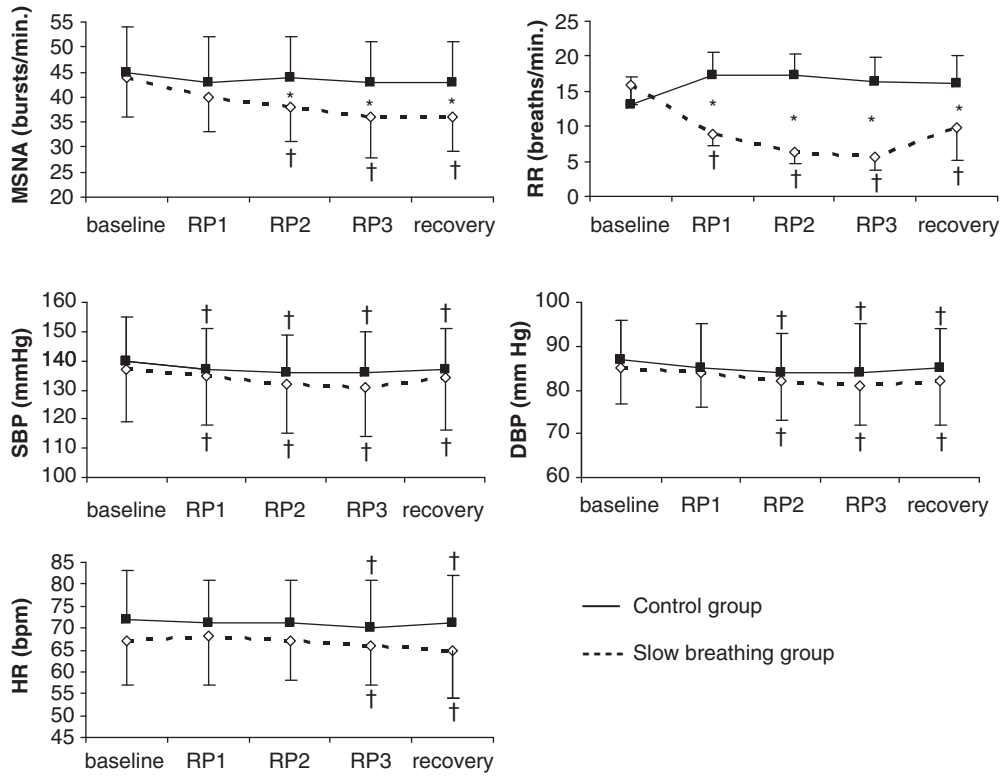 MSNA (bursts/min.)
55
50
45
40
35
30
25
20
* * *
† † †
baseline RP1 RP2 RP3 recovery
RR (breaths/min.)
25
20
15
10
5
0
* * * *
† † † †
baseline RP1 RP2 RP3 recovery
SBP (mmHg)
160
150
140
130
120
110
100
† † † †
† † † †
baseline RP1 RP2 RP3 recovery
DBP (mm Hg)
100
90
80
70
60
† † †
† † †
baseline RP1 RP2 RP3 recovery
HR (bpm)
85
80
75
70
65
60
55
50
45
† †
† †
baseline RP1 RP2 RP3 recovery
Control group
Slow breathing group